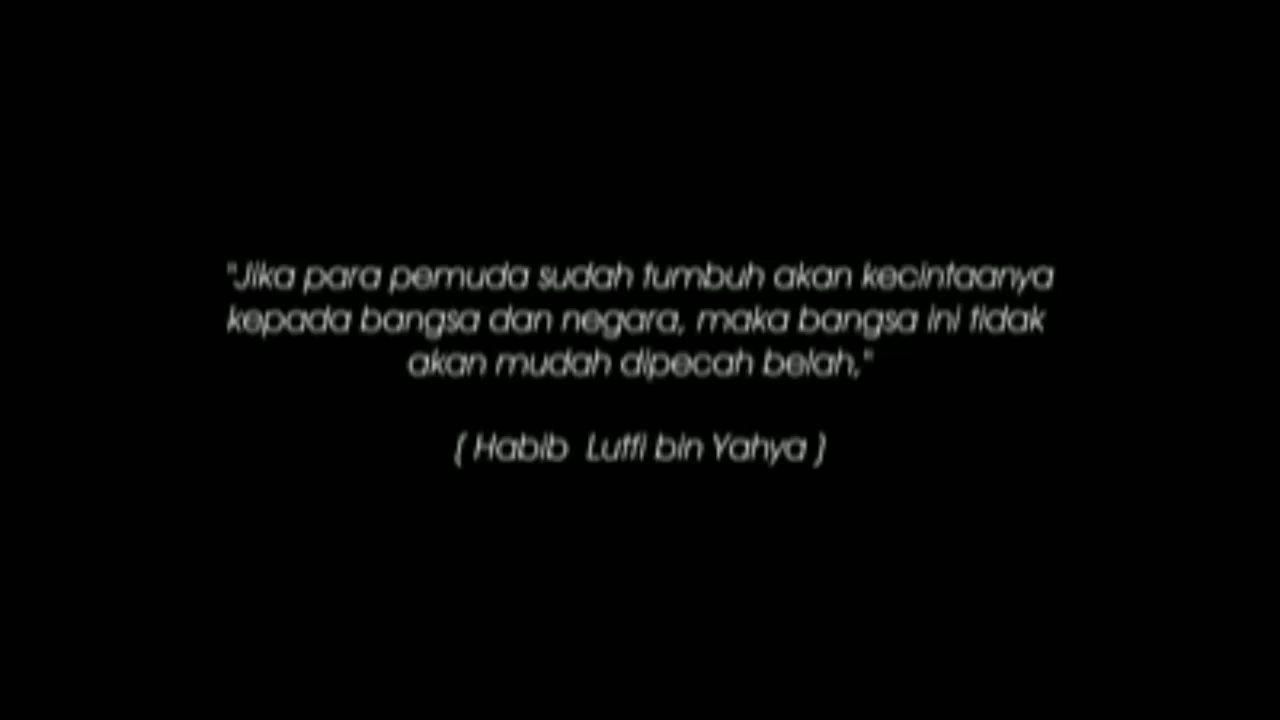 "Jika para pemuda sudah tumbuh akan kecintaanya
kepada bangsa dan negara, maka bangsa ini tidak
akan mudah dipecah belah,"
( Habib Lutfi bin Yahya )